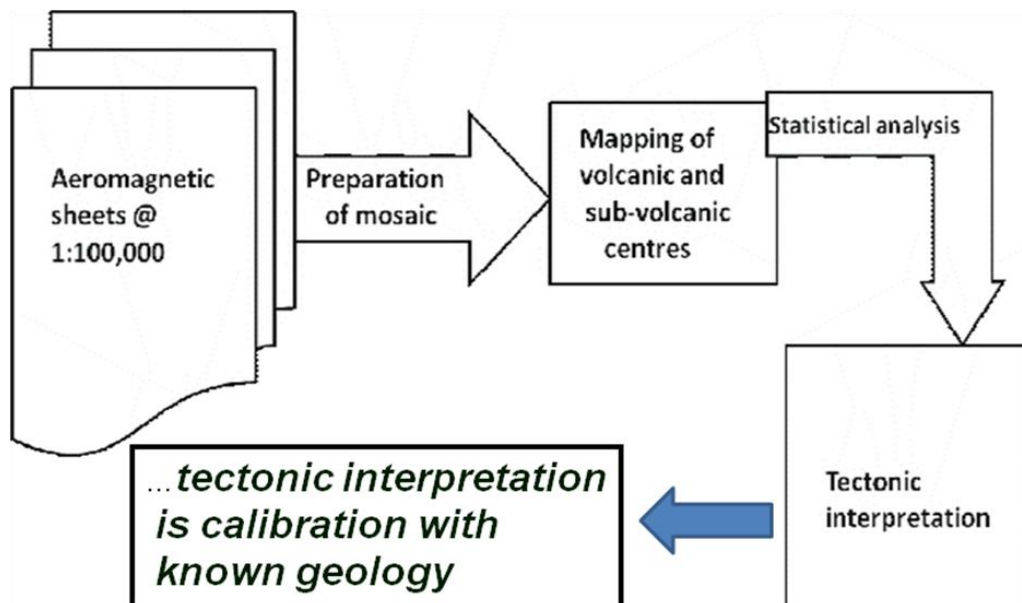 Aeromagnetic
sheets @
1:100,000
Preparation
of mosaic
Mapping of
volcanic and
sub-volcanic
centres
Statistical analysis
Tectonic
interpretation
...tectonic interpretation
is calibration with
known geology